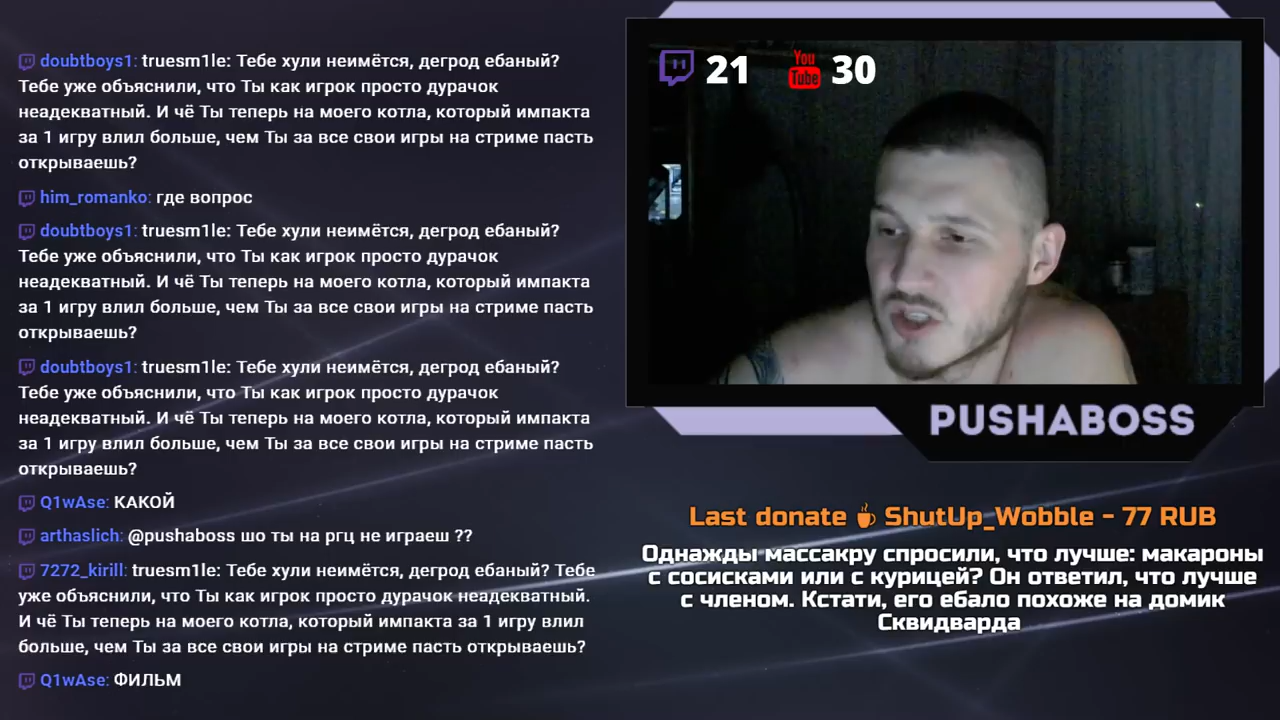 doubtboys1: truesm1le: Тебе хули неимётся, дегрод ебаный?
Тебе уже объяснили, что Ты как игрок просто дурачок
неадекватный. И чё Ты теперь на моего котла, который импакта
за 1 игру влил больше, чем Ты за все свои игры на стриме пасть
открываешь?
him_romanko: где вопрос
doubtboys1: truesm1le: Тебе хули неимётся, дегрод ебаный?
Тебе уже объяснили, что Ты как игрок просто дурачок
неадекватный. И чё Ты теперь на моего котла, который импакта
за 1 игру влил больше, чем Ты за все свои игры на стриме пасть
открываешь?
doubtboys1: truesm1le: Тебе хули неимётся, дегрод ебаный?
Тебе уже объяснили, что Ты как игрок просто дурачок
неадекватный. И чё Ты теперь на моего котла, который импакта
за 1 игру влил больше, чем Ты за все свои игры на стриме пасть
открываешь?
Q1wAse: КАКОЙ
arthaslich: @pushaboss шо ты на ргц не играеш ??
7272_kirill: truesm1le: Тебе хули неимётся, дегрод ебаный? Тебе
уже объяснили, что Ты как игрок просто дурачок неадекватный.
И чё Ты теперь на моего котла, который импакта за 1 игру влил
больше, чем Ты за все свои игры на стриме пасть открываешь?
Q1wAse: ФИЛЬМ
21 You Tube 30
PUSHABOSS
Last donate ShutUp_Wobble - 77 RUB
Однажды массакру спросили, что лучше: макароны
с сосисками или с курицей? Он ответил, что лучше
с членом. Кстати, его ебало похоже на домик
Сквидварда